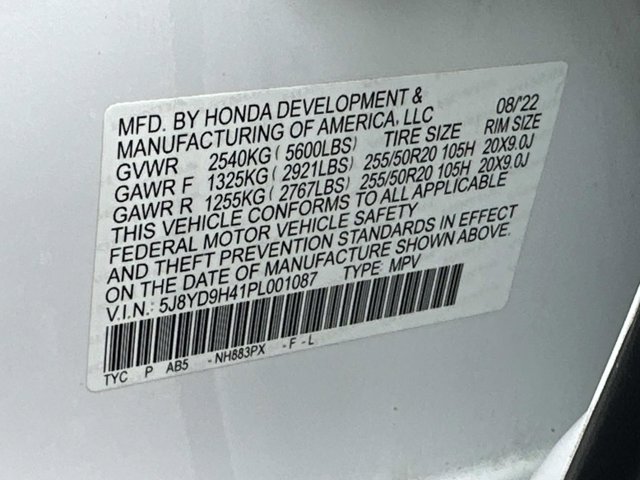 MFD. BY HONDA DEVELOPMENT & 08/'22
MANUFACTURING OF AMERICA, LLC
GVWR 2540KG (5600LBS) TIRE SIZE RIM SIZE
GAWR F 1325KG (2921LBS) 255/50R20 105H 20X9.0J
GAWR R 1255KG (2767LBS) 255/50R20 105H 20X9.0J
THIS VEHICLE CONFORMS TO ALL APPLICABLE
FEDERAL MOTOR VEHICLE SAFETY
AND THEFT PREVENTION STANDARDS IN EFFECT
ON THE DATE OF MANUFACTURE SHOWN ABOVE.
V.I.N.: 5J8YD9H41PL001087 TYPE: MPV
TYC P AB5 -NH883PX -F-L